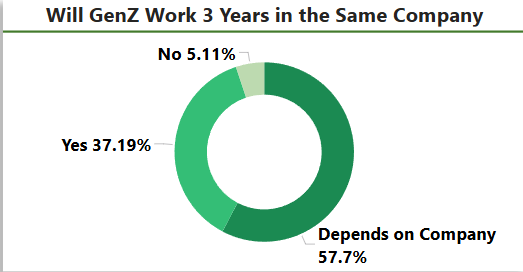 Will GenZ Work 3 Years in the Same Company
No 5.11%
Yes 37.19%
Depends on Company
57.7%